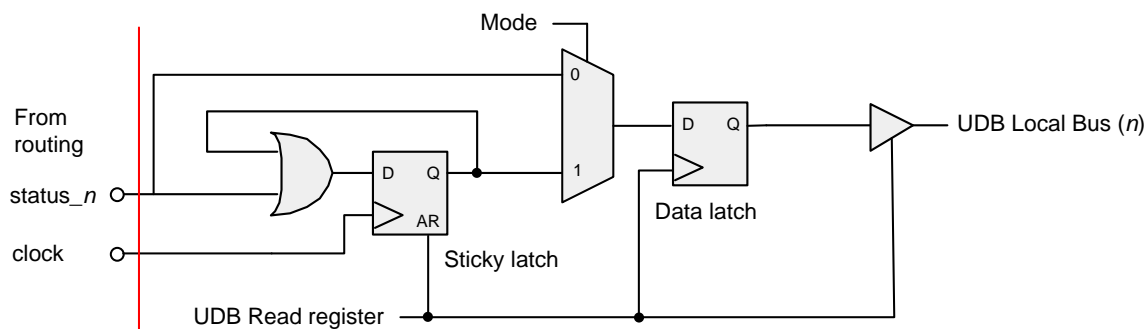 Mode
0
From
routing
D
Q
UDB Local Bus (n)
1
status_n
D
Q
AR
Data latch
clock
Sticky latch
UDB Read register